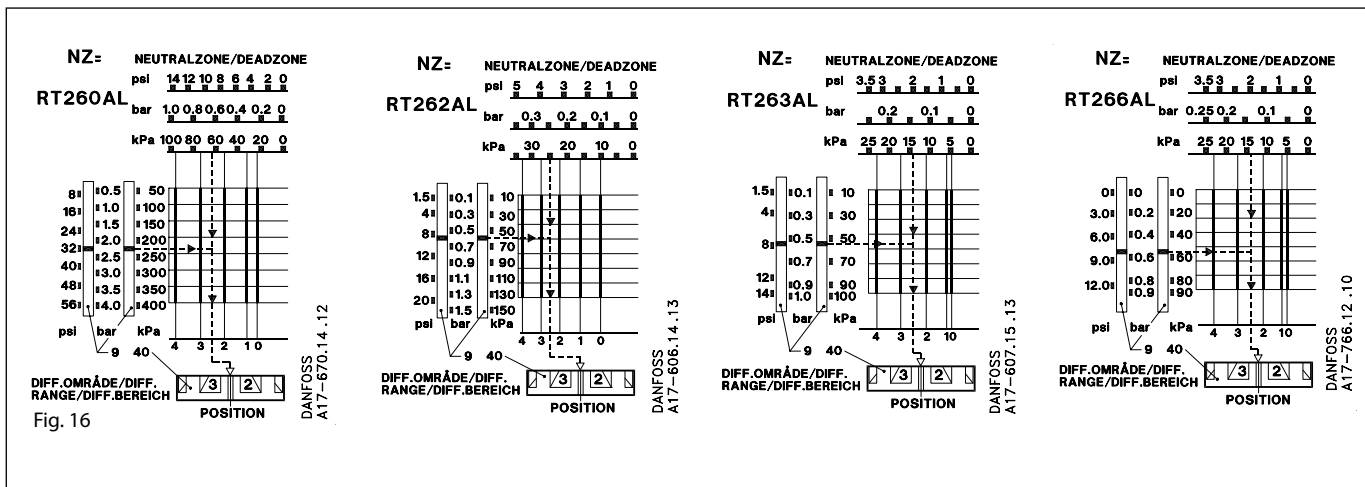 NZ= NEUTRALZONE/DEADZONE
psi 14 12 10 8 6 4 2 0
RT260AL
bar 1.0 0.8 0.6 0.4 0.2 0
kPa 100 80 60 40 20 0
8 0.5 50
16 1.0 100
24 1.5 150
32 2.0 200
40 2.5 250
48 3.0 300
56 3.5 350
4.0 400
psi bar kPa
4 3 2 1 0
9 40
DIFF.OMRÅDE/DIFF.
RANGE/DIFF.BEREICH
3 2
POSITION
DANFOSS
A17-670.14.12
Fig. 16
NZ= NEUTRALZONE/DEADZONE
psi 5 4 3 2 1 0
RT262AL
bar 0.3 0.2 0.1 0
kPa 30 20 10 0
1.5 0.1 10
4 0.3 30
8 0.5 50
12 0.7 70
16 0.9 90
20 1.1 110
1.3 130
1.5 150
psi bar kPa
4 3 2 1 0
9 40
DIFF.OMRÅDE/DIFF.
RANGE/DIFF.BEREICH
3 2
POSITION
DANFOSS
A17-606.14.13
NZ= NEUTRALZONE/DEADZONE
psi 3.5 3 2 1 0
RT263AL
bar 0.2 0.1 0
kPa 25 20 15 10 5 0
1.5 0.1 10
4 0.3 30
8 0.5 50
12 0.7 70
14 0.9 90
1.0 100
psi bar kPa
4 3 2 1 0
9 40
DIFF.OMRÅDE/DIFF.
RANGE/DIFF.BEREICH
3 2
POSITION
DANFOSS
A17-607.15.13
NZ= NEUTRALZONE/DEADZONE
psi 3.5 3 2 1 0
RT266AL
bar 0.25 0.2 0.1 0
kPa 25 20 15 10 5 0
0 0 0
3.0 0.2 20
6.0 0.4 40
9.0 0.6 60
12.0 0.8 80
0.9 90
psi bar kPa
4 3 2 1 0
9 40
DIFF.OMRÅDE/DIFF.
RANGE/DIFF.BEREICH
3 2
POSITION
DANFOSS
A17-766.12.10